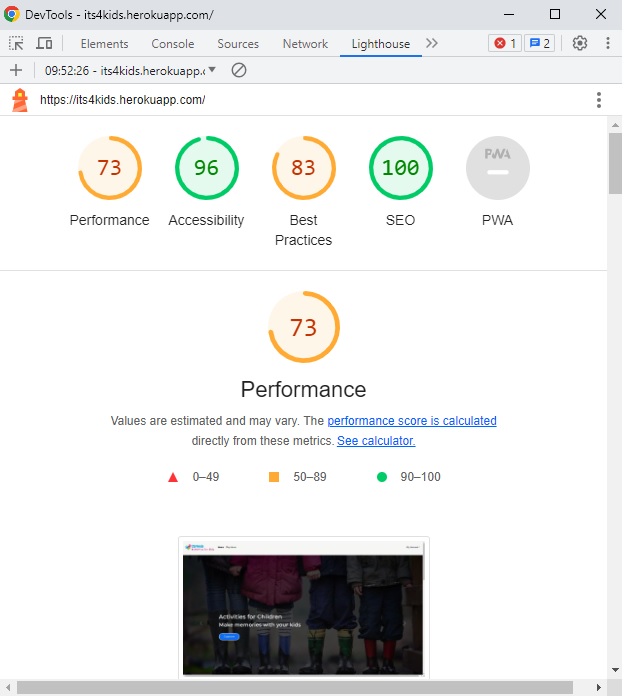 DevTools - its4kids.herokuapp.com/
Elements Console Sources Network Lighthouse 1 2
09:52:26 - its4kids.herokuapp.c
https://its4kids.herokuapp.com/
73 96 83 100 PWA
Performance Accessibility Best Practices SEO PWA
73
Performance
Values are estimated and may vary. The performance score is calculated
directly from these metrics. See calculator.
0–49 50–89 90–100
Activities for Children
Make memories with your kids